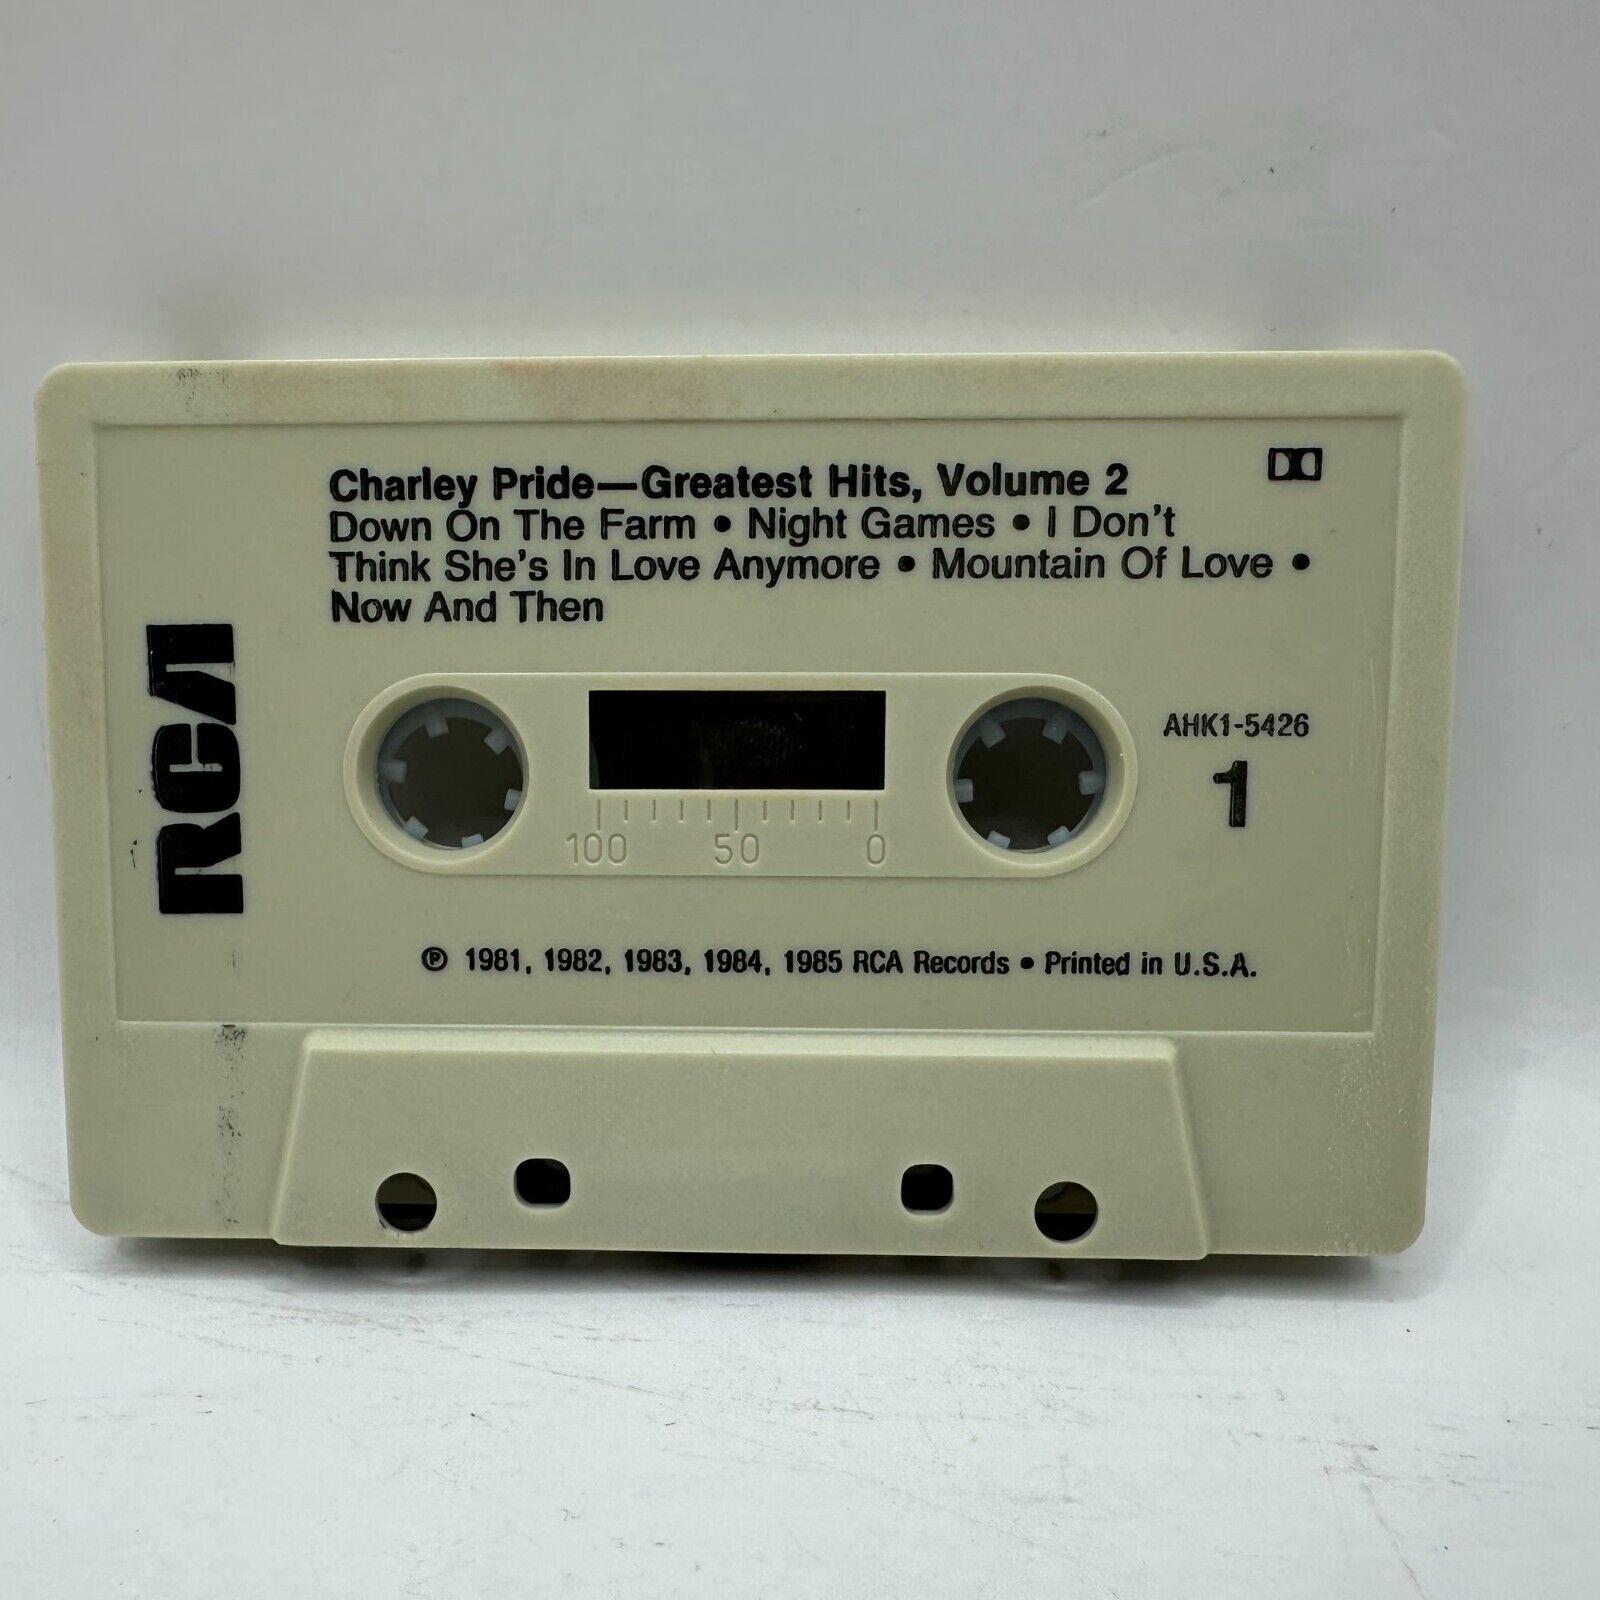 Charley Pride—Greatest Hits, Volume 2
Down On The Farm • Night Games • I Don't
Think She's In Love Anymore • Mountain Of Love •
Now And Then
RCA
AHK1-5426
1
100 50 0
℗ 1981, 1982, 1983, 1984, 1985 RCA Records • Printed in U.S.A.